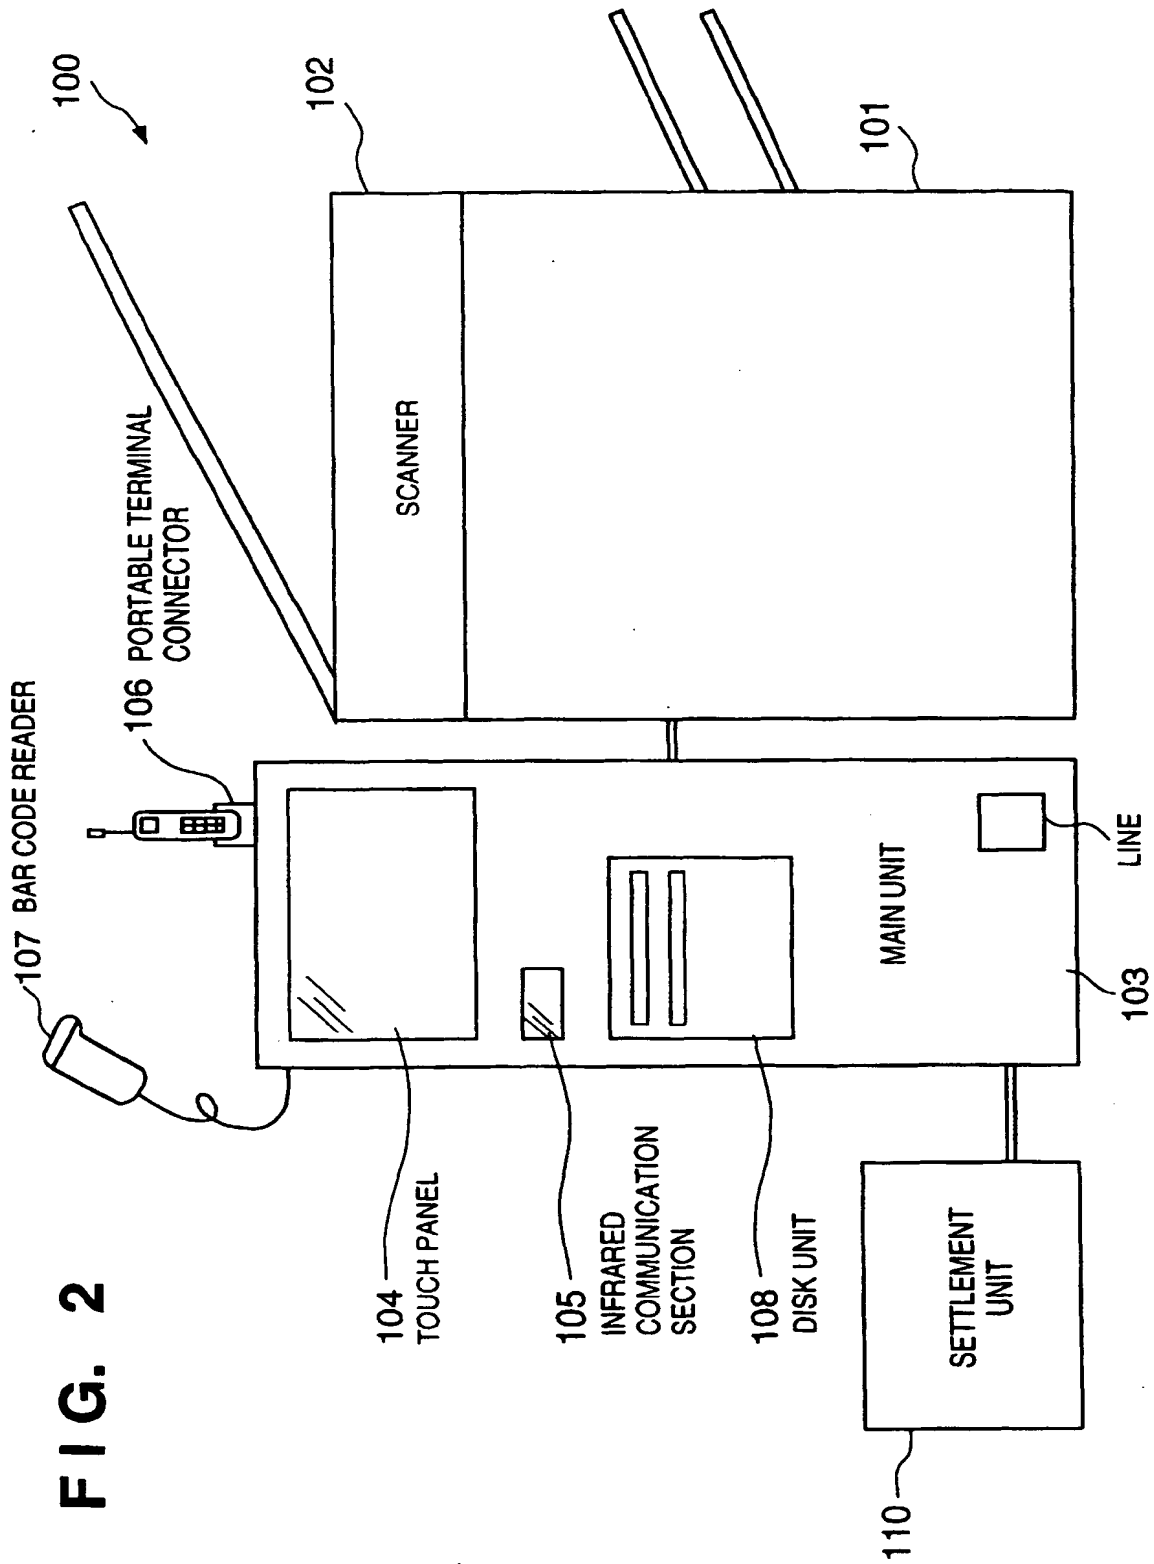 FIG. 2
100
107 BAR CODE READER
106 PORTABLE TERMINAL
CONNECTOR
102
SCANNER
101
104
TOUCH PANEL
105
INFRARED
COMMUNICATION
SECTION
108
DISK UNIT
MAIN UNIT
LINE
103
SETTLEMENT
UNIT
110